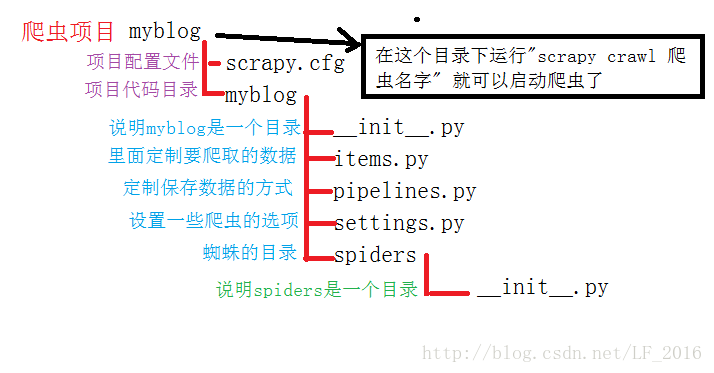 爬虫项目 myblog
在这个目录下运行"scrapy crawl 爬
虫名字" 就可以启动爬虫了
项目配置文件 scrapy.cfg
项目代码目录 myblog
说明myblog是一个目录 __init__.py
里面定制要爬取的数据 items.py
定制保存数据的方式 pipelines.py
设置一些爬虫的选项 settings.py
蜘蛛的目录 spiders
说明spiders是一个目录 __init__.py
http://blog.csdn.net/LF_2016